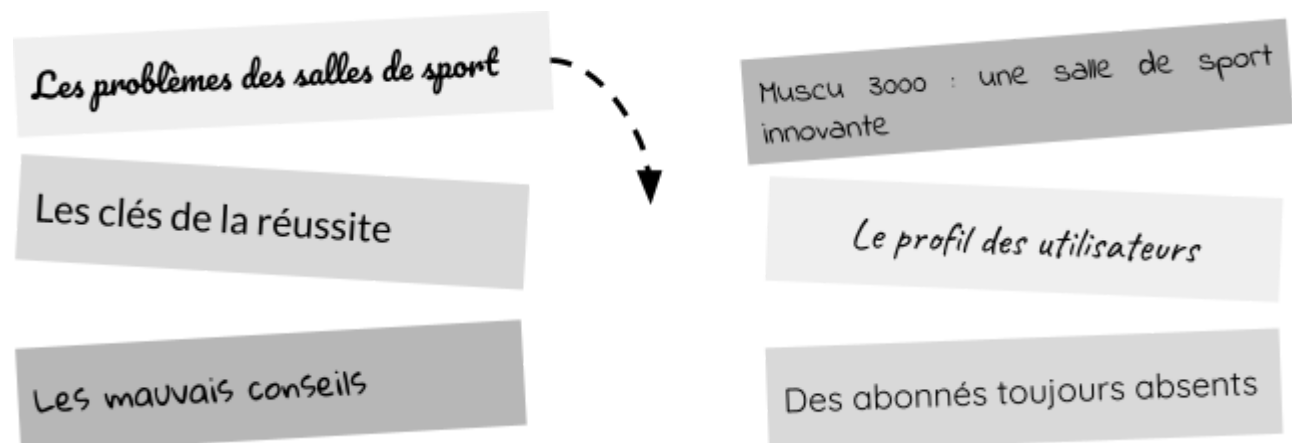 Les problèmes des salles de sport
Les clés de la réussite
Les mauvais conseils
Muscu 3000 : une salle de sport
innovante
Le profil des utilisateurs
Des abonnés toujours absents